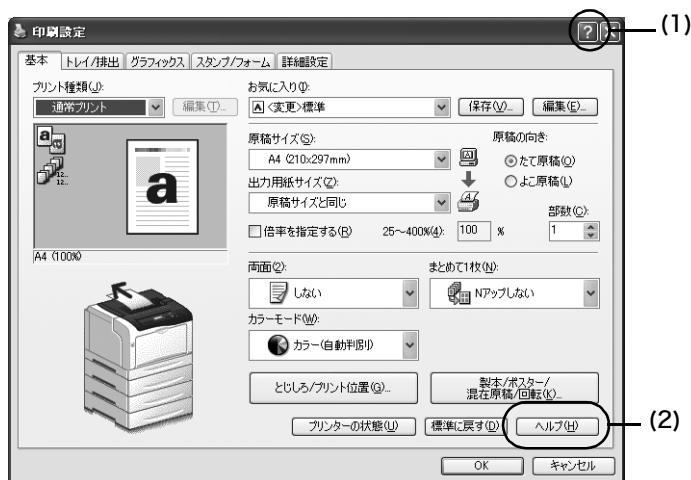 印刷設定
? ×
(1)
基本 トレイ/排出 グラフィックス スタンプ/フォーム 詳細設定
プリント種類(J):
通常プリント 編集(T)...
お気に入り(I):
A <変更>標準 保存(V)... 編集(E)...
原稿サイズ(S):
A4 (210x297mm)
原稿の向き:
たて原稿(O)
よこ原稿(L)
出力用紙サイズ(Z):
原稿サイズと同じ
倍率を指定する(R) 25~400%(4): 100 %
部数(C):
1
a
12..
12..
a
A4 (100%)
両面(2):
しない
まとめて1枚(N):
Nアップしない
カラーモード(W):
カラー(自動判別)
とじしろ/プリント位置(G)...
製本/ポスター/
混在原稿/回転(K)...
プリンターの状態(U) 標準に戻す(D) ヘルプ(H)
(2)
OK キャンセル